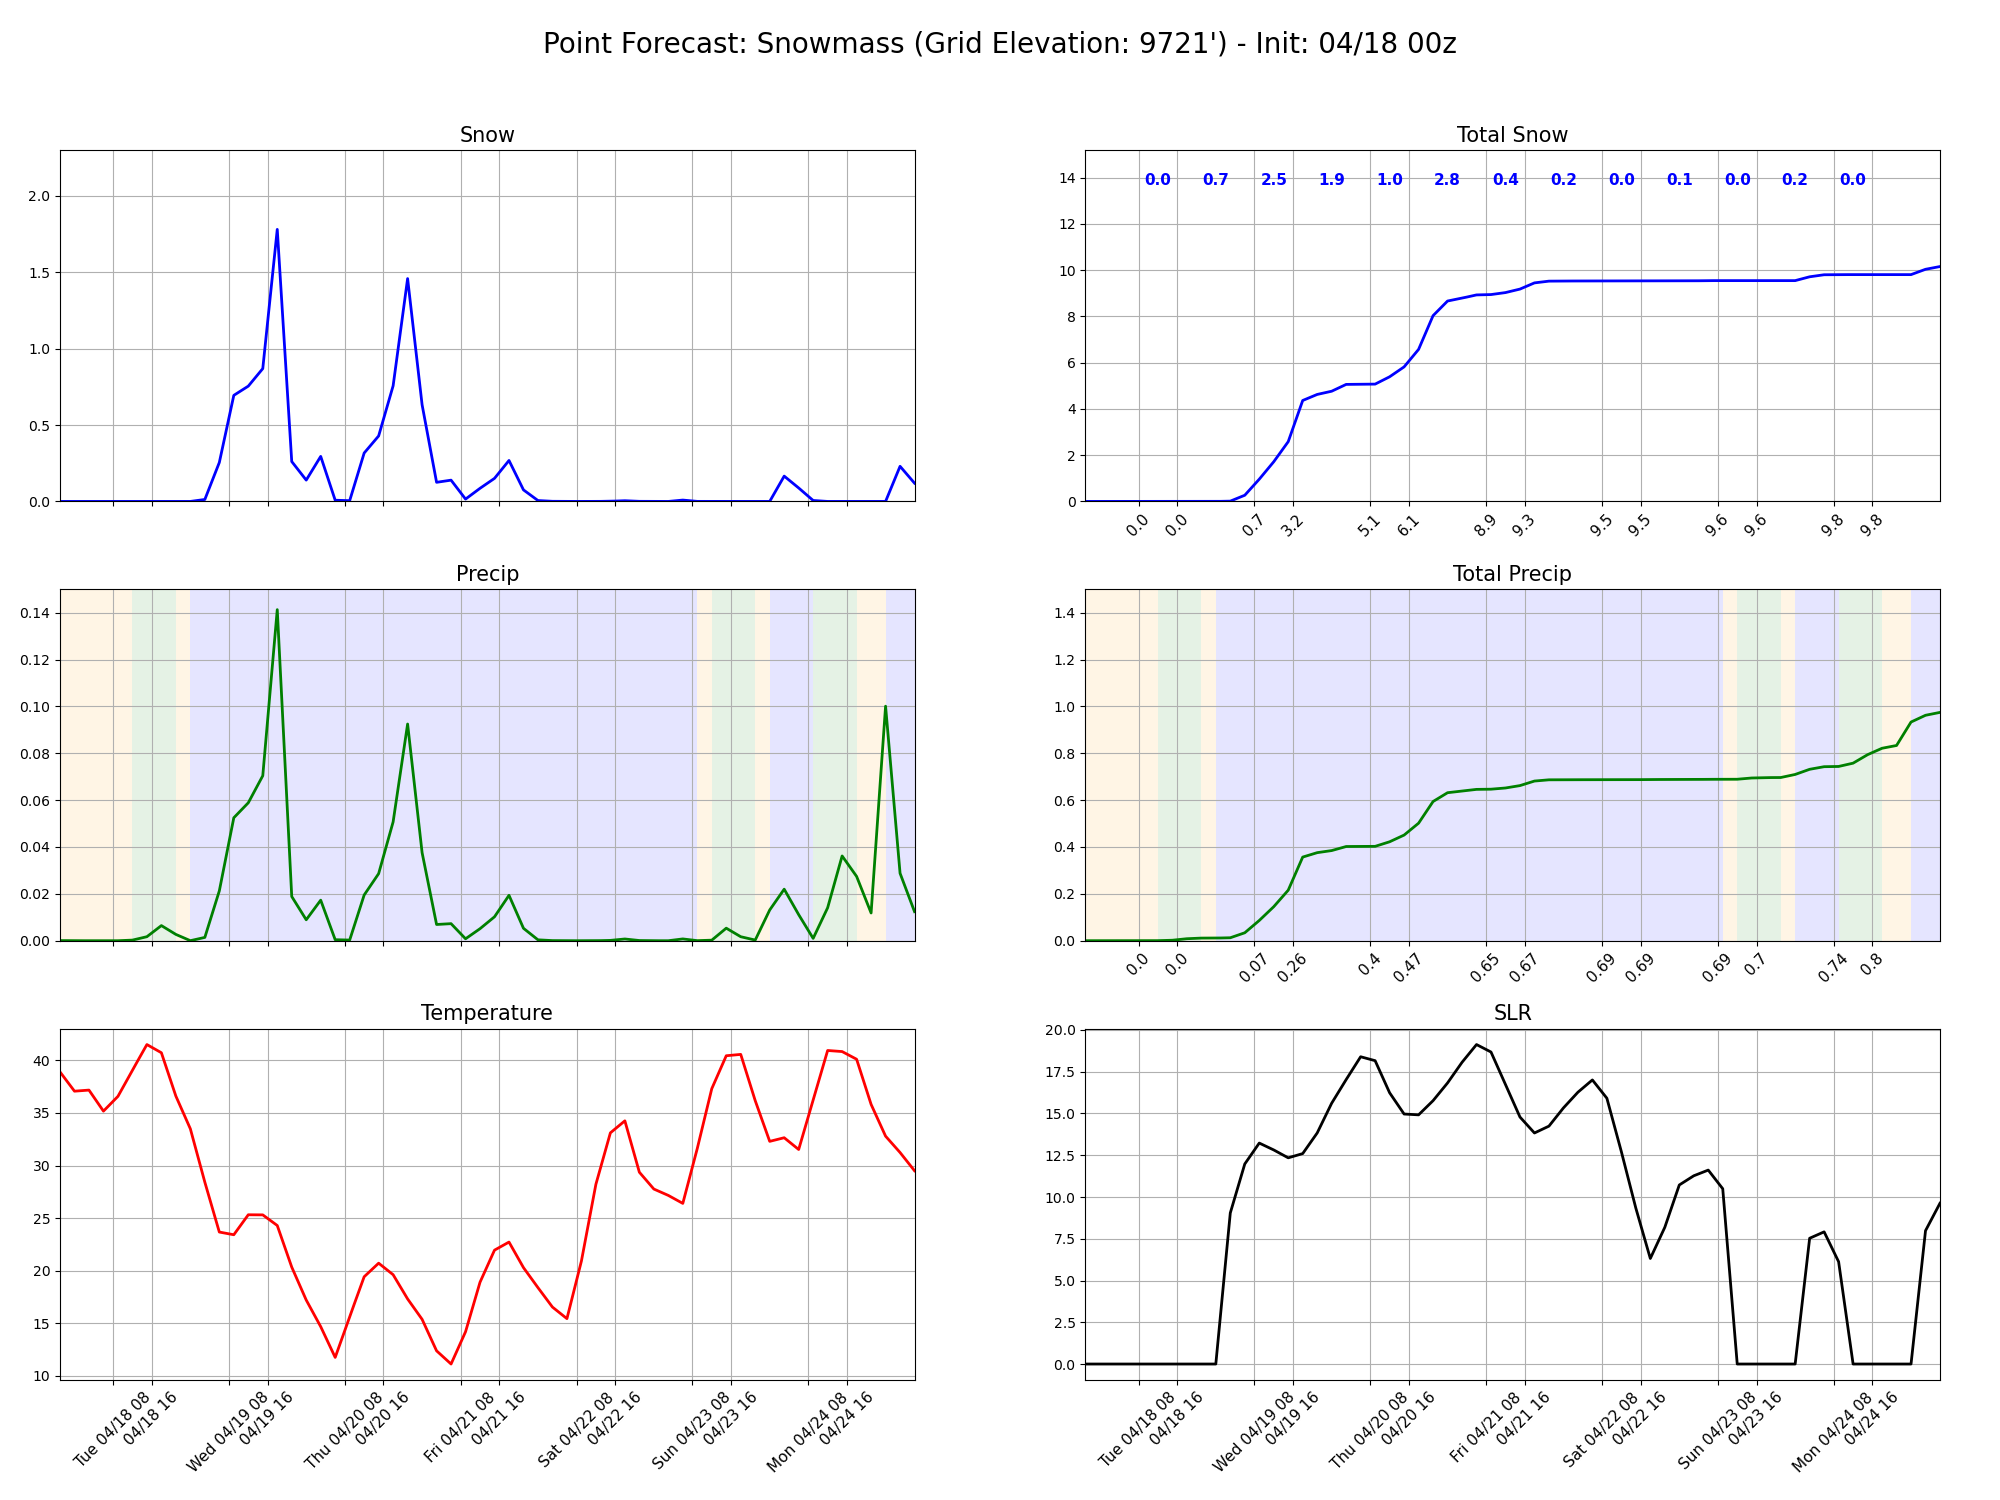 Point Forecast: Snowmass (Grid Elevation: 9721') - Init: 04/18 00z
Snow
2.0
1.5
1.0
0.5
0.0
Total Snow
0.0 0.7 2.5 1.9 1.0 2.8 0.4 0.2 0.0 0.1 0.0 0.2 0.0
14
12
10
8
6
4
2
0
0.0 0.0 0.7 3.2 5.1 6.1 8.9 9.3 9.5 9.5 9.6 9.6 9.8 9.8
Precip
0.14
0.12
0.10
0.08
0.06
0.04
0.02
0.00
Total Precip
1.4
1.2
1.0
0.8
0.6
0.4
0.2
0.0
0.0 0.0 0.07 0.26 0.4 0.47 0.65 0.67 0.69 0.69 0.69 0.7 0.74 0.8
Temperature
40
35
30
25
20
15
10
Tue 04/18 08
04/18 16
Wed 04/19 08
04/19 16
Thu 04/20 08
04/20 16
Fri 04/21 08
04/21 16
Sat 04/22 08
04/22 16
Sun 04/23 08
04/23 16
Mon 04/24 08
04/24 16
SLR
20.0
17.5
15.0
12.5
10.0
7.5
5.0
2.5
0.0
Tue 04/18 08
04/18 16
Wed 04/19 08
04/19 16
Thu 04/20 08
04/20 16
Fri 04/21 08
04/21 16
Sat 04/22 08
04/22 16
Sun 04/23 08
04/23 16
Mon 04/24 08
04/24 16